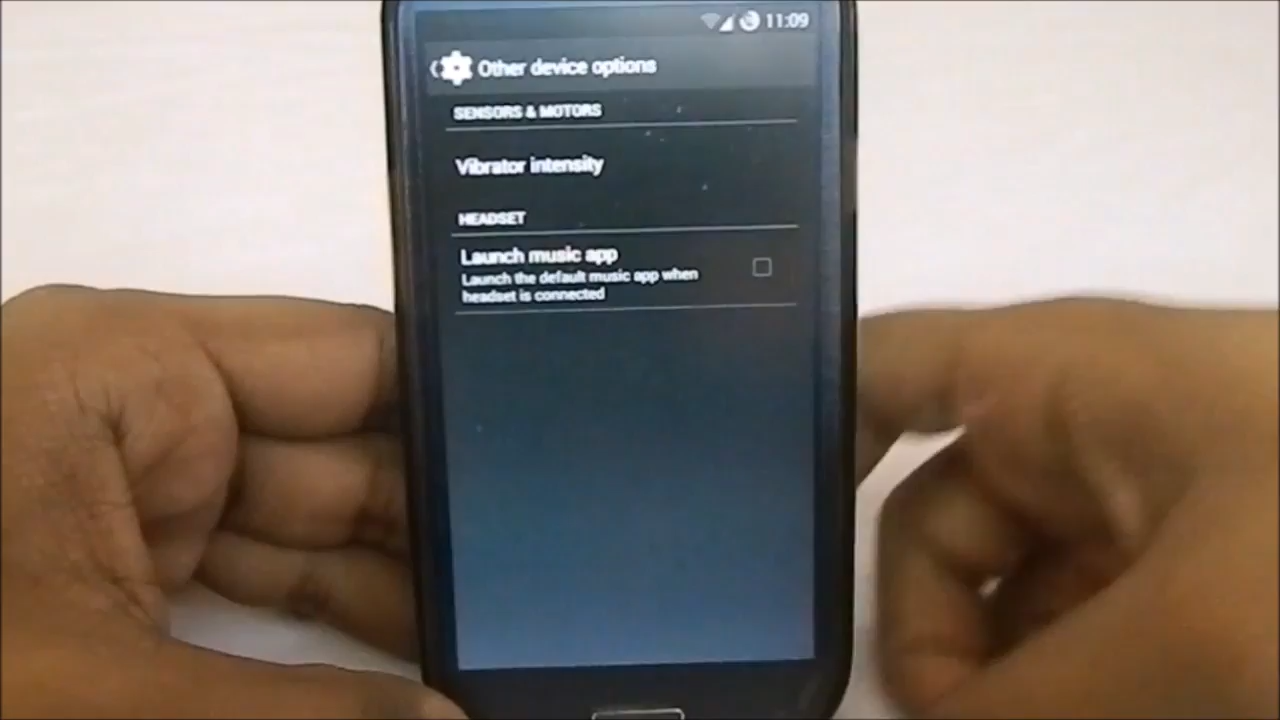 11:09
Other device options
SENSORS & MOTORS
Vibrator intensity
HEADSET
Launch music app
Launch the default music app when
headset is connected